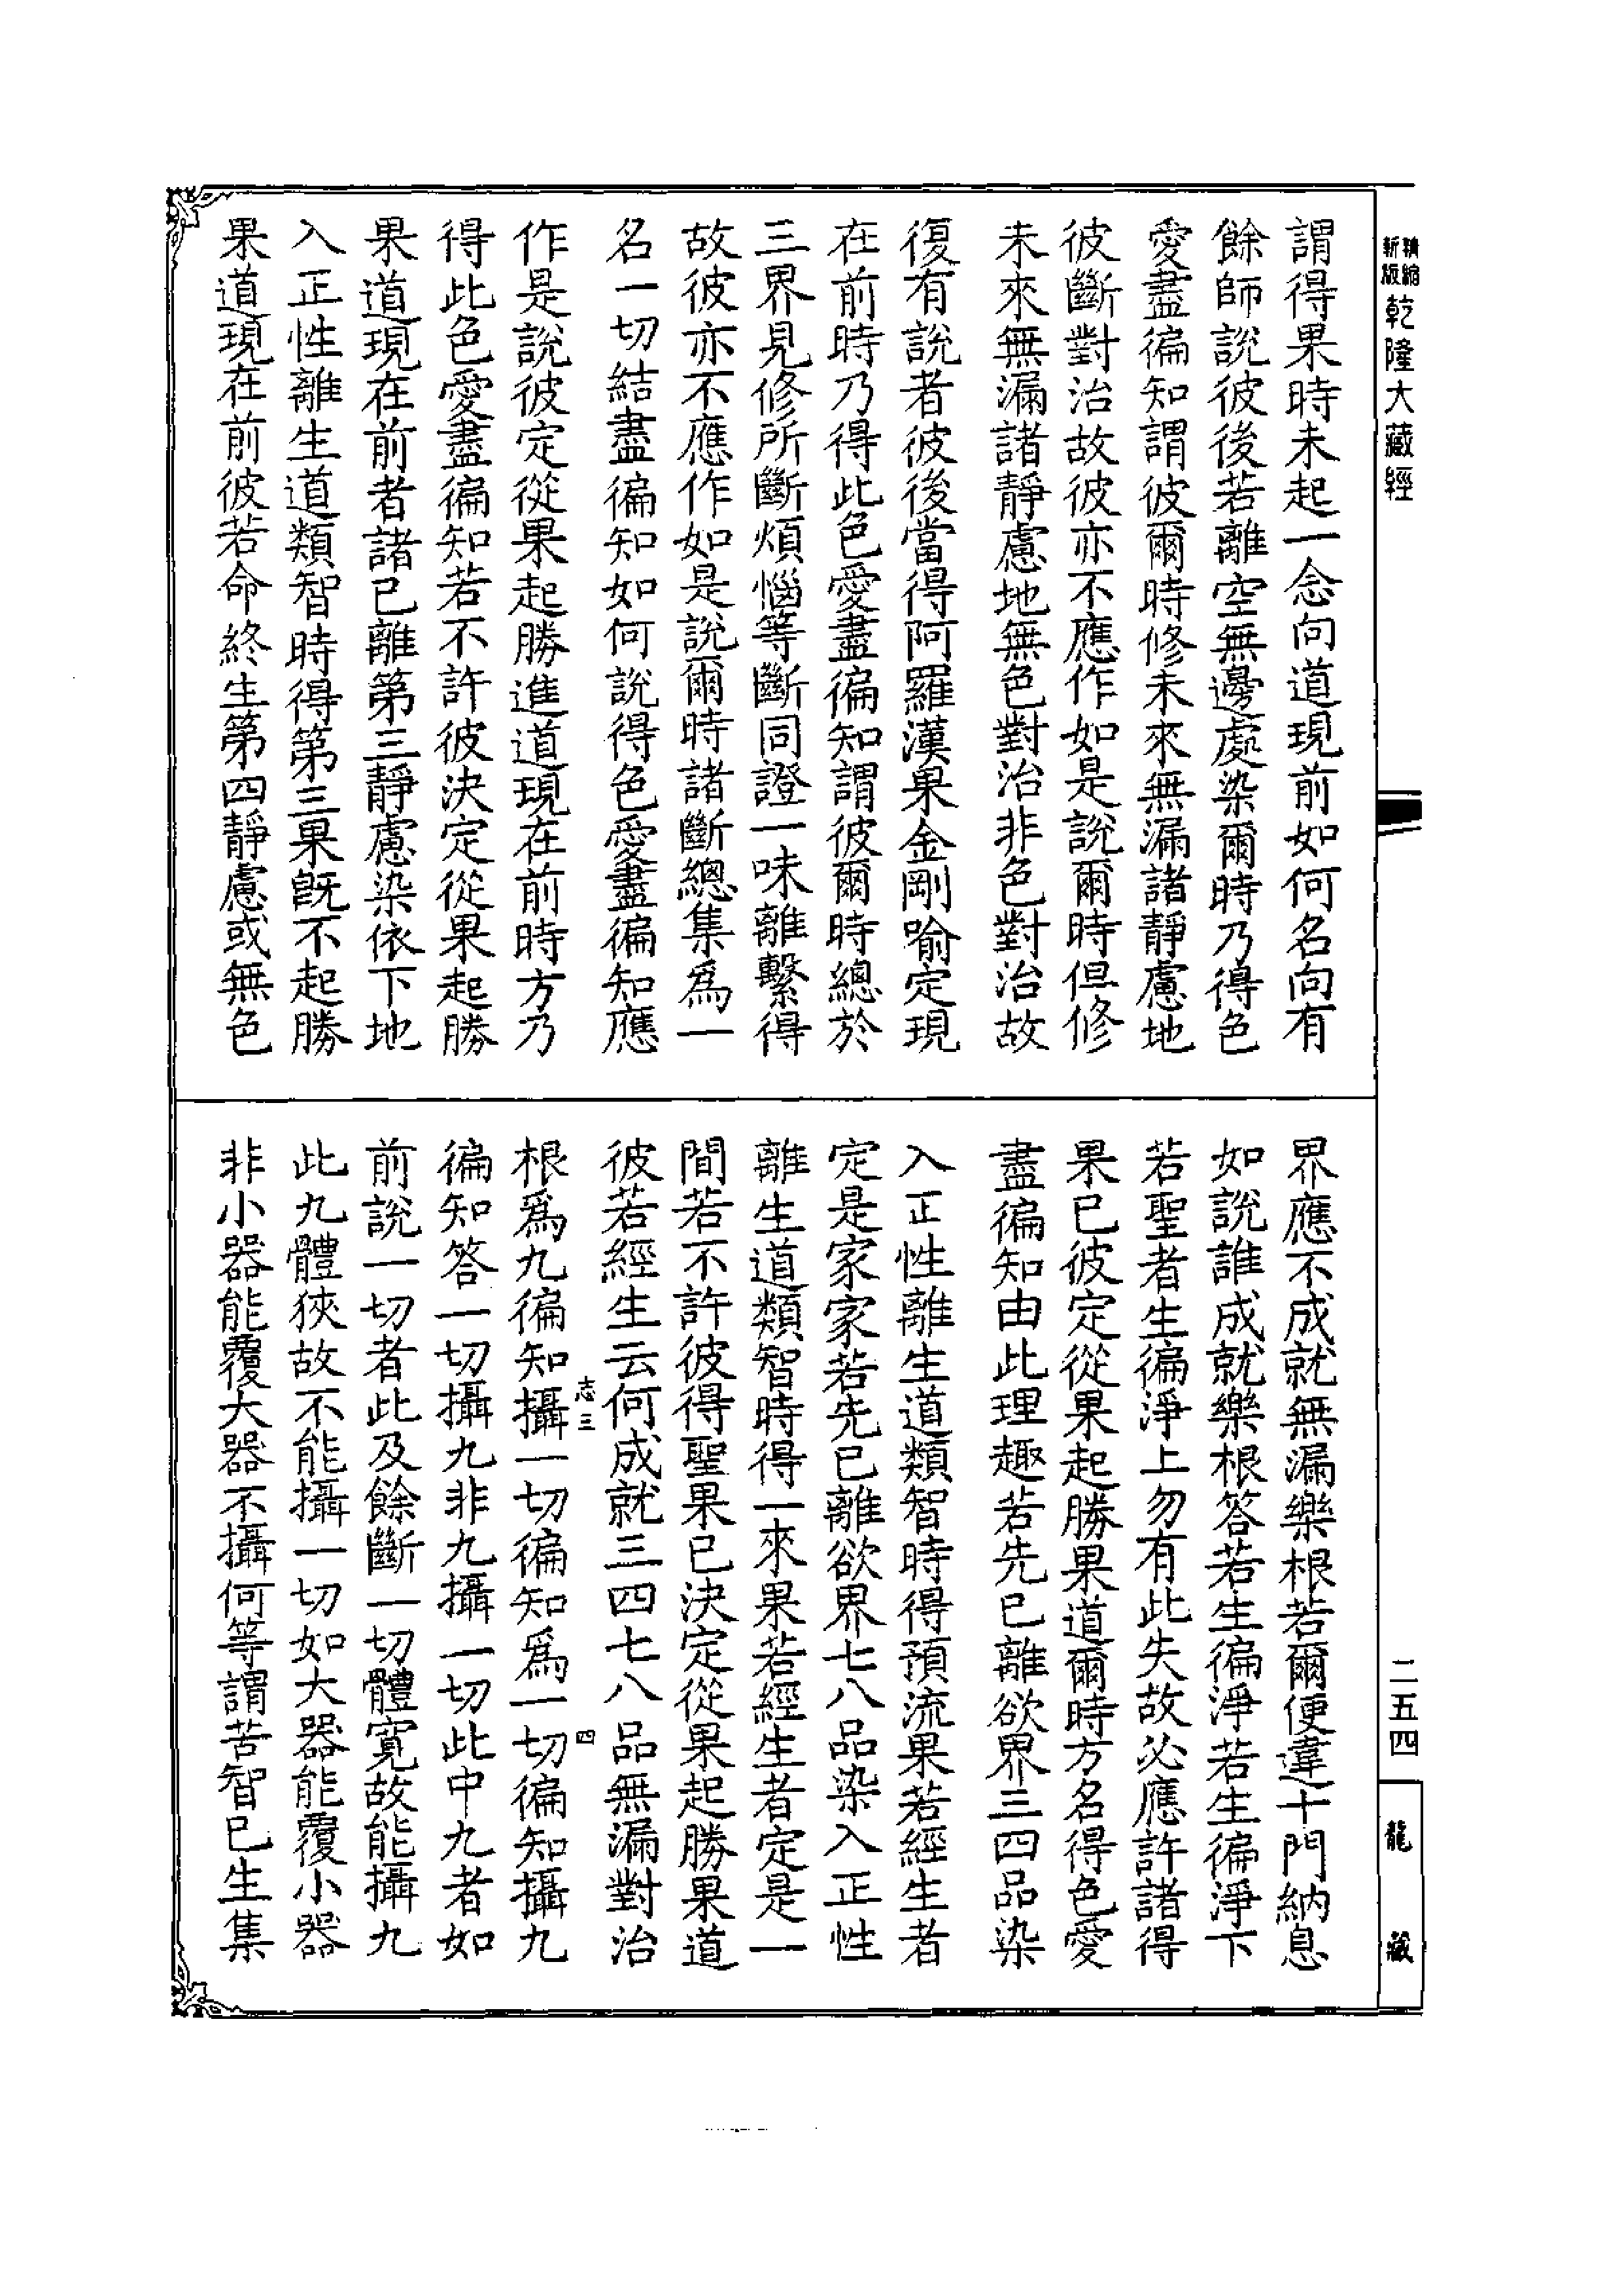 精縮
新版
乾隆大藏經
謂得果時未起一念向道現前如何名向有
餘師說彼後若離空無邊處染爾時乃得色
愛盡徧知謂彼爾時修未來無漏諸靜慮地
彼斷對治故彼亦不應作如是說爾時但修
未來無漏諸靜慮地無色對治非色對治故
復有說者彼後當得阿羅漢果金剛喻定現
在前時乃得此色愛盡徧知謂彼爾時總於
三界見修所斷煩惱等斷同證一味離繫得
故彼亦不應作如是說爾時諸斷總集爲一
名一切結盡徧知如何說得色愛盡徧知應
作是說彼定從果起勝進道現在前時方乃
得此色愛盡徧知若不許彼決定從果起勝
果道現在前者諸已離第三靜慮染依下地
入正性離生道類智時得第三果旣不起勝
果道現在前彼若命終生第四靜慮或無色
界應不成就無漏樂根若爾便違十門納息
如說誰成就樂根答若生徧淨若生徧淨下
若聖者生徧淨上勿有此失故必應許諸得
果已彼定從果起勝果道爾時方名得色愛
盡徧知由此理趣若先已離欲界三四品染
入正性離生道類智時得預流果若經生者
定是家家若先已離欲界七八品染入正性
離生道類智時得一來果若經生者定是一
間若不許彼得聖果已決定從果起勝果道
彼若經生云何成就三四七八品無漏對治
志三
四
根爲九徧知攝一切徧知爲一切徧知攝九
徧知答一切攝九非九攝一切此中九者如
前說一切者此及餘斷一切體寬故能攝九
此九體狹故不能攝一切如大器能覆小器
非小器能覆大器不攝何等謂苦智已生集
二五四
龍藏